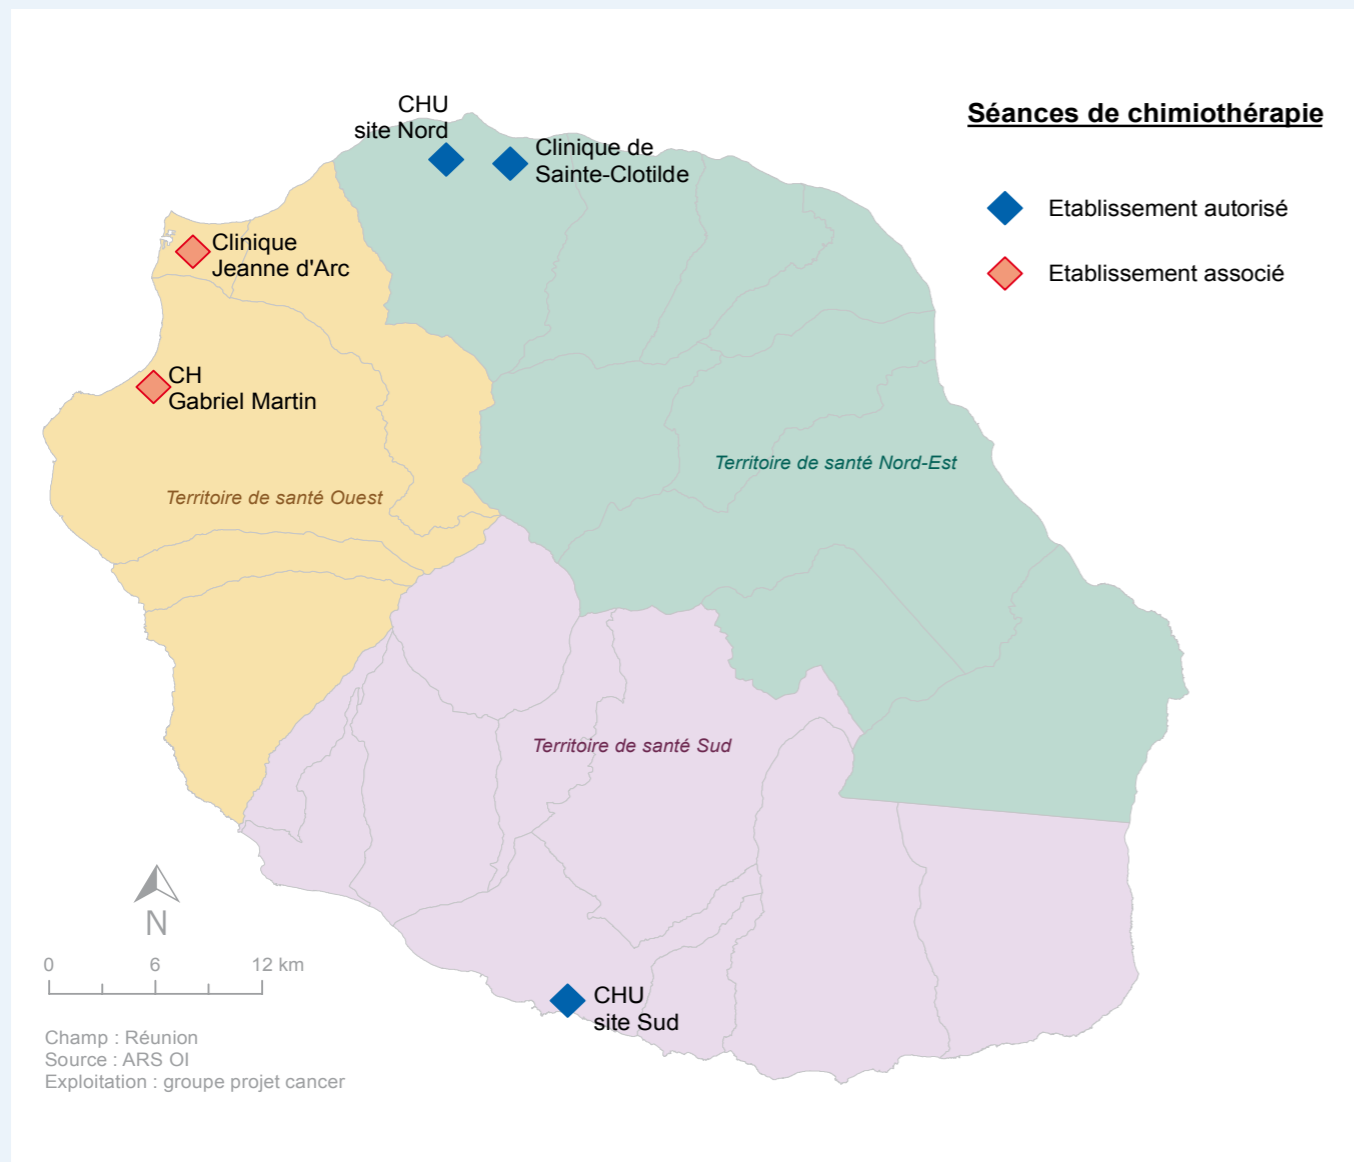 Séances de chimiothérapie
Etablissement autorisé
Etablissement associé
CHU
site Nord
Clinique de
Sainte-Clotilde
Clinique
Jeanne d'Arc
CH
Gabriel Martin
Territoire de santé Nord-Est
Territoire de santé Ouest
Territoire de santé Sud
CHU
site Sud
N
0 6 12 km
Champ : Réunion
Source : ARS OI
Exploitation : groupe projet cancer